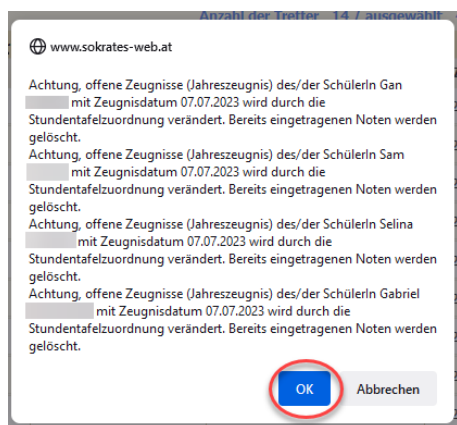 Anzahl der Treffer 14 / ausgewählt
www.sokrates-web.at
Achtung, offene Zeugnisse (Jahreszeugnis) des/der SchülerIn Gan
mit Zeugnisdatum 07.07.2023 wird durch die
Stundentafelzuordnung verändert. Bereits eingetragenen Noten werden
gelöscht.
Achtung, offene Zeugnisse (Jahreszeugnis) des/der SchülerIn Sam
mit Zeugnisdatum 07.07.2023 wird durch die
Stundentafelzuordnung verändert. Bereits eingetragenen Noten werden
gelöscht.
Achtung, offene Zeugnisse (Jahreszeugnis) des/der SchülerIn Selina
mit Zeugnisdatum 07.07.2023 wird durch die
Stundentafelzuordnung verändert. Bereits eingetragenen Noten werden
gelöscht.
Achtung, offene Zeugnisse (Jahreszeugnis) des/der SchülerIn Gabriel
mit Zeugnisdatum 07.07.2023 wird durch die
Stundentafelzuordnung verändert. Bereits eingetragenen Noten werden
gelöscht.
OK Abbrechen